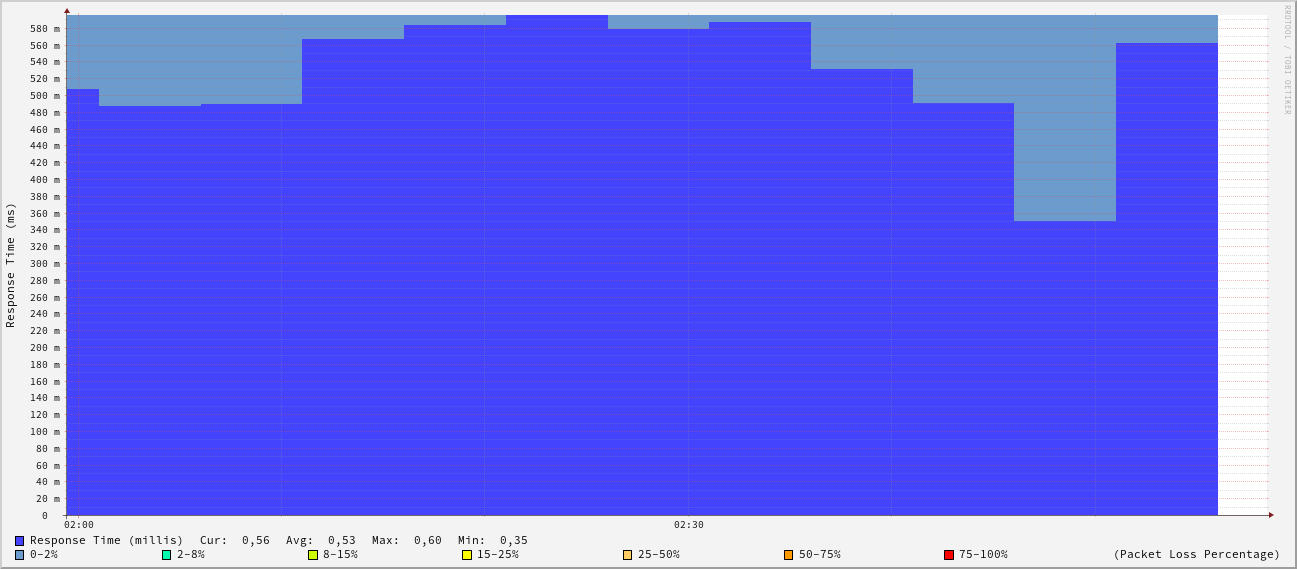 RRDTOOL / TOBI OETIKER
Response Time (ms)
580 m
560 m
540 m
520 m
500 m
480 m
460 m
440 m
420 m
400 m
380 m
360 m
340 m
320 m
300 m
280 m
260 m
240 m
220 m
200 m
180 m
160 m
140 m
120 m
100 m
80 m
60 m
40 m
20 m
0
02:00 02:30
Response Time (millis) Cur: 0,56 Avg: 0,53 Max: 0,60 Min: 0,35
0-2% 2-8% 8-15% 15-25% 25-50% 50-75% 75-100% (Packet Loss Percentage)